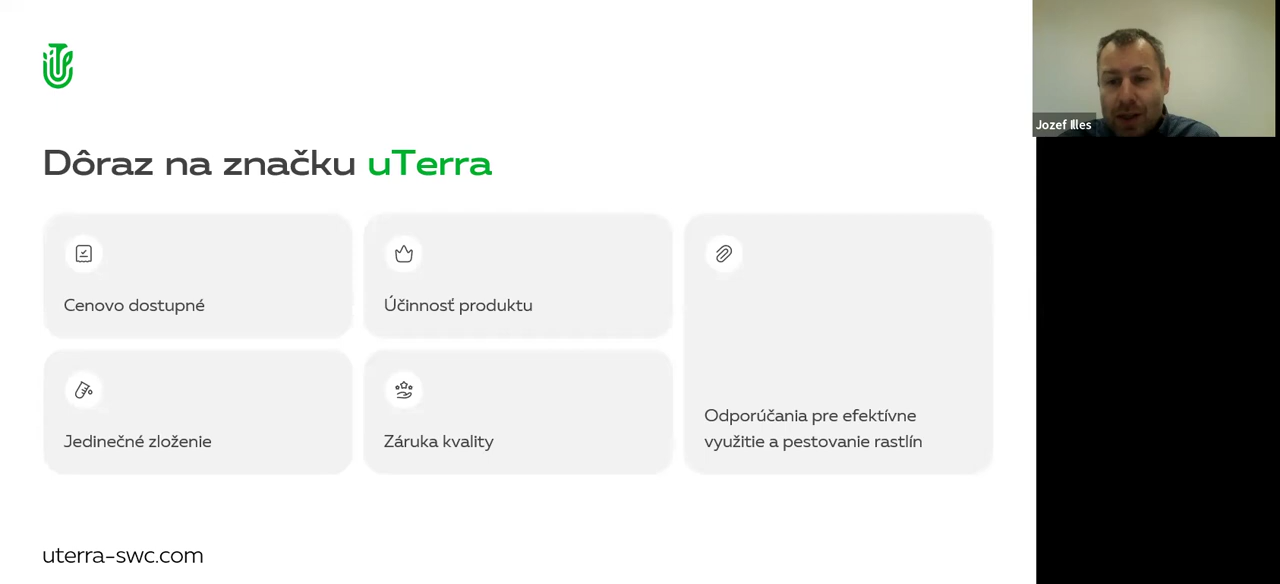 Dôraz na značku uTerra
Cenovo dostupné
Účinnosť produktu
Jedinečné zloženie
Záruka kvality
Odporúčania pre efektívne
využitie a pestovanie rastlín
uterra-swc.com
Jozef Illes